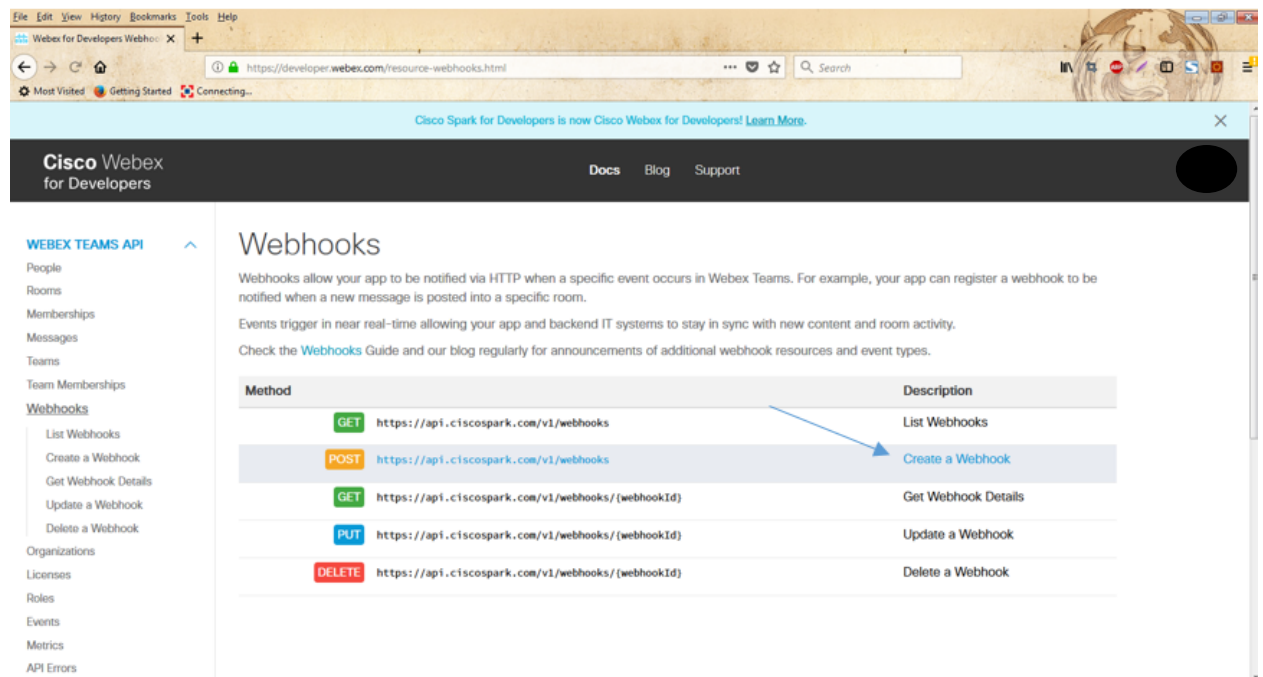 File Edit View History Bookmarks Tools Help
Webex for Developers Webhoo
https://developer.webex.com/resource-webhooks.html
Search
Most Visited Getting Started Connecting...
Cisco Spark for Developers is now Cisco Webex for Developers! Learn More.
Cisco Webex
for Developers
Docs Blog Support
WEBEX TEAMS API
People
Rooms
Memberships
Messages
Teams
Team Memberships
Webhooks
List Webhooks
Create a Webhook
Get Webhook Details
Update a Webhook
Delete a Webhook
Organizations
Licenses
Roles
Events
Metrics
API Errors
Webhooks
Webhooks allow your app to be notified via HTTP when a specific event occurs in Webex Teams. For example, your app can register a webhook to be
notified when a new message is posted into a specific room.
Events trigger in near real-time allowing your app and backend IT systems to stay in sync with new content and room activity.
Check the Webhooks Guide and our blog regularly for announcements of additional webhook resources and event types.
Method Description
GET https://api.ciscospark.com/v1/webhooks List Webhooks
POST https://api.ciscospark.com/v1/webhooks Create a Webhook
GET https://api.ciscospark.com/v1/webhooks/{webhookId} Get Webhook Details
PUT https://api.ciscospark.com/v1/webhooks/{webhookId} Update a Webhook
DELETE https://api.ciscospark.com/v1/webhooks/{webhookId} Delete a Webhook